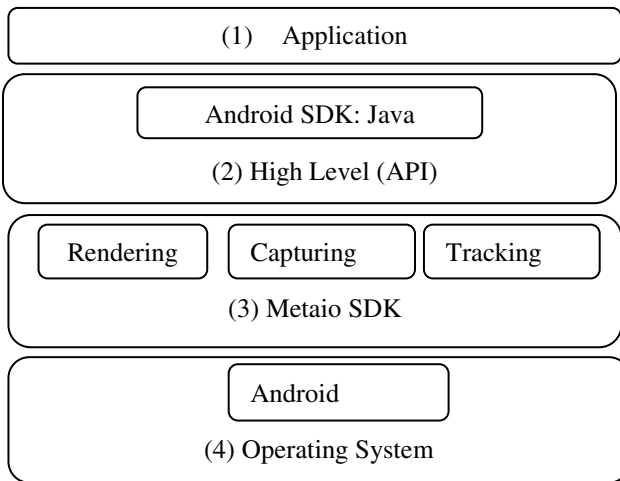 (1) Application
Android SDK: Java
(2) High Level (API)
Rendering Capturing Tracking
(3) Metaio SDK
Android
(4) Operating System